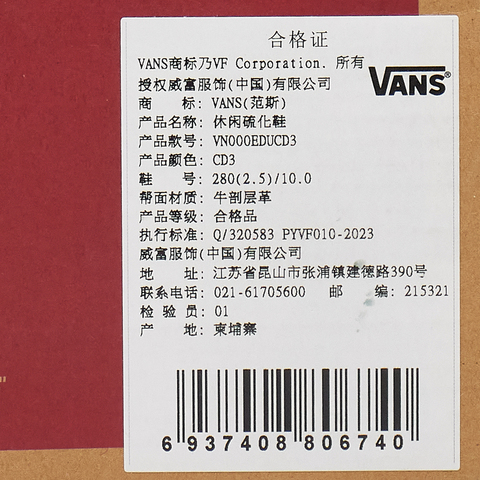 合格证
VANS商标乃VF Corporation. 所有
授权威富服饰(中国)有限公司
VANS®
商 标: VANS(范斯)
产品名称: 休闲硫化鞋
产品款号: VN000EDUCD3
产品颜色: CD3
鞋 号: 280(2.5)/10.0
帮面材质: 牛剖层革
产品等级: 合格品
执行标准: Q/320583 PYVF010-2023
威富服饰(中国)有限公司
地 址: 江苏省昆山市张浦镇建德路390号
联系电话: 021-61705600 邮 编: 215321
检 验 员: 01
产 地: 柬埔寨
6 937408 806740